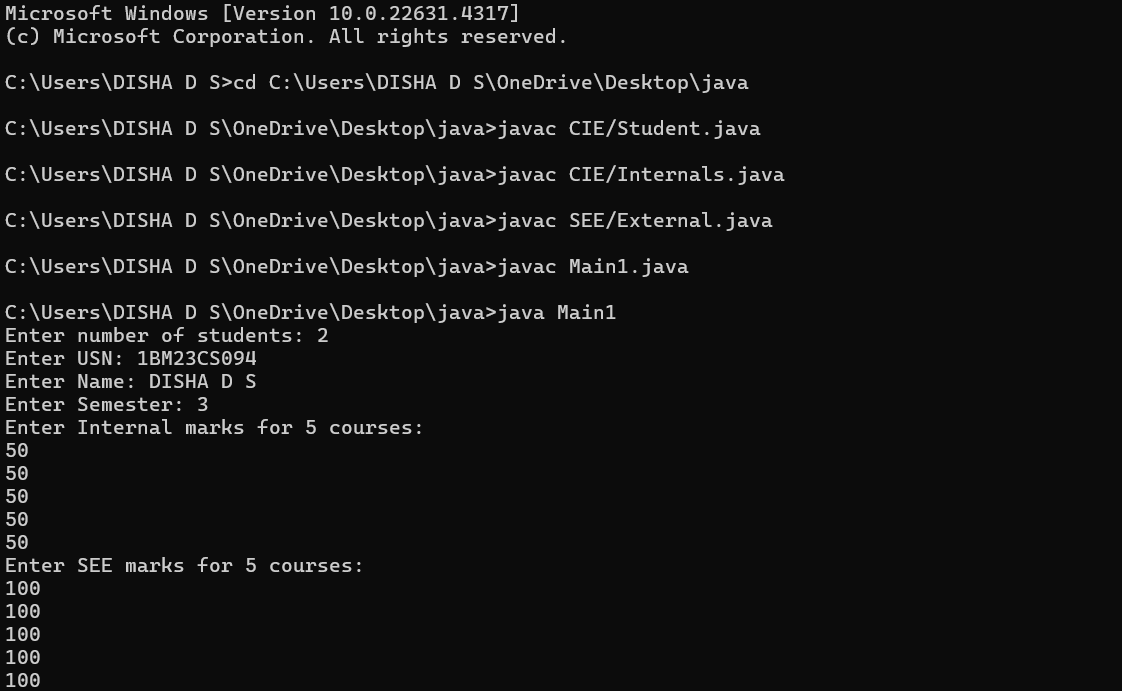 Microsoft Windows [Version 10.0.22631.4317]
(c) Microsoft Corporation. All rights reserved.
C:\Users\DISHA D S>cd C:\Users\DISHA D S\OneDrive\Desktop\java
C:\Users\DISHA D S\OneDrive\Desktop\java>javac CIE/Student.java
C:\Users\DISHA D S\OneDrive\Desktop\java>javac CIE/Internals.java
C:\Users\DISHA D S\OneDrive\Desktop\java>javac SEE/External.java
C:\Users\DISHA D S\OneDrive\Desktop\java>javac Main1.java
C:\Users\DISHA D S\OneDrive\Desktop\java>java Main1
Enter number of students: 2
Enter USN: 1BM23CS094
Enter Name: DISHA D S
Enter Semester: 3
Enter Internal marks for 5 courses:
50
50
50
50
50
Enter SEE marks for 5 courses:
100
100
100
100
100